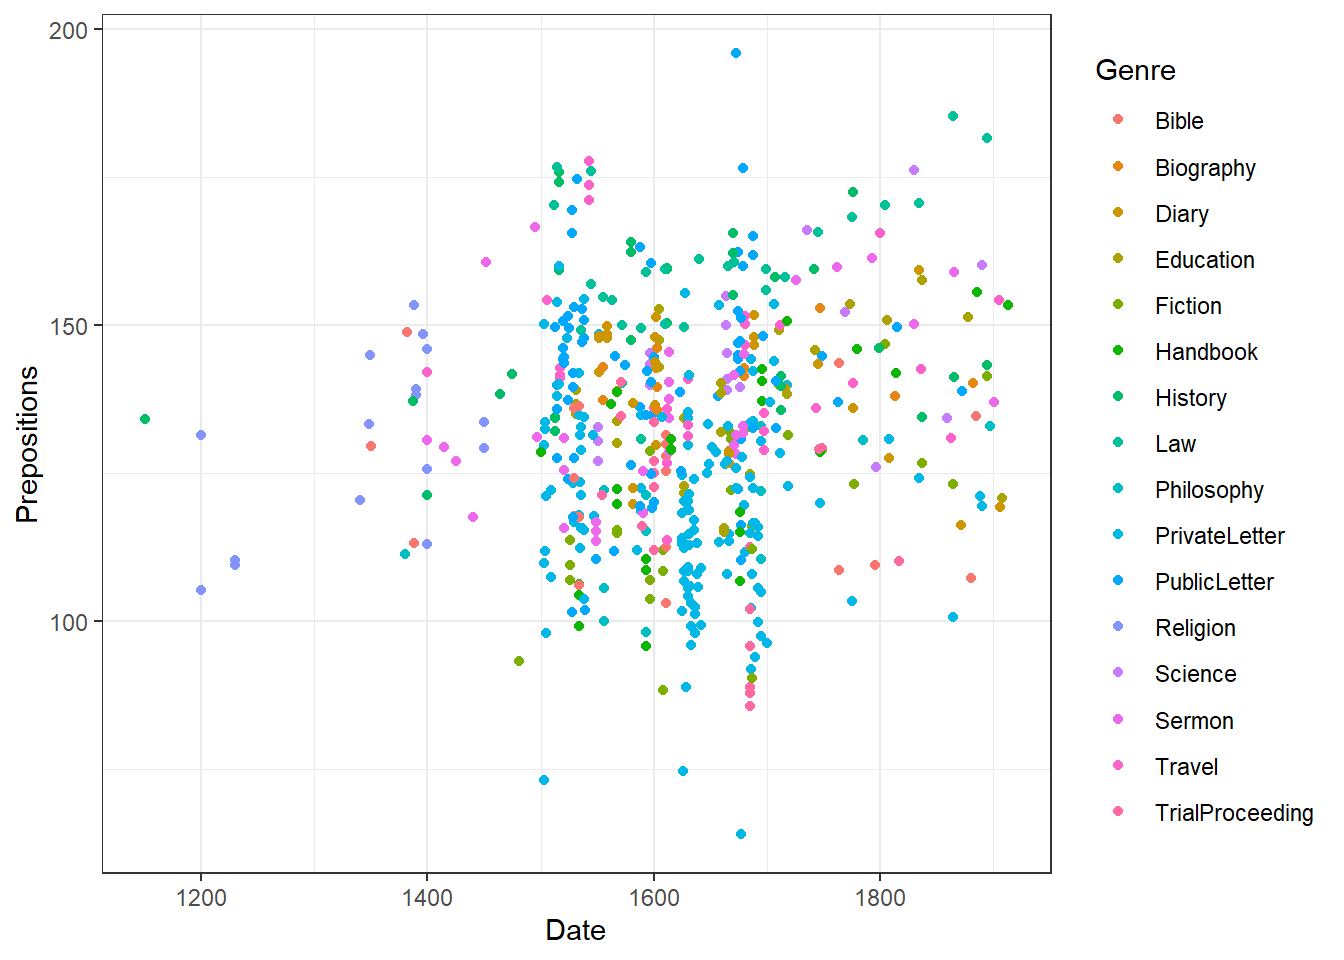 200
150
100
Prepositions
1200
1400
1600
1800
Date
Genre
Bible
Biography
Diary
Education
Fiction
Handbook
History
Law
Philosophy
PrivateLetter
PublicLetter
Religion
Science
Sermon
Travel
TrialProceeding